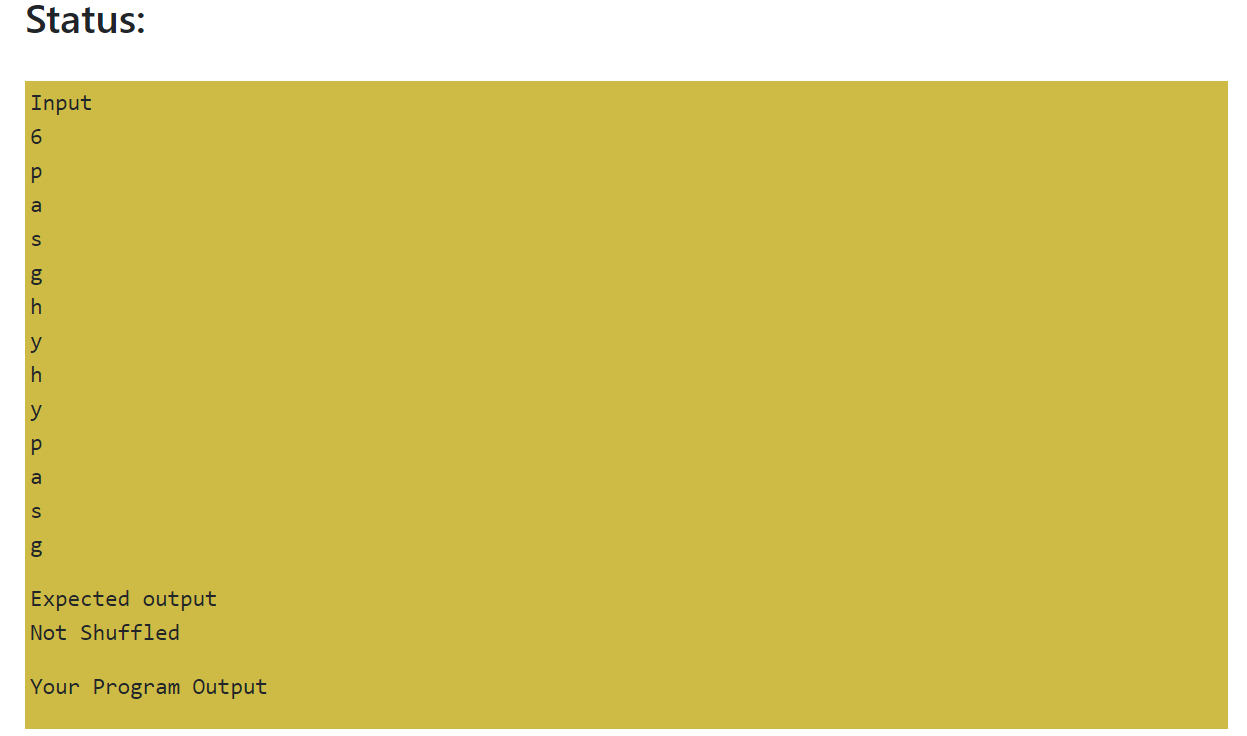 Status:
Input
6
p
a
s
g
h
y
h
y
p
a
s
g
Expected output
Not Shuffled
Your Program Output